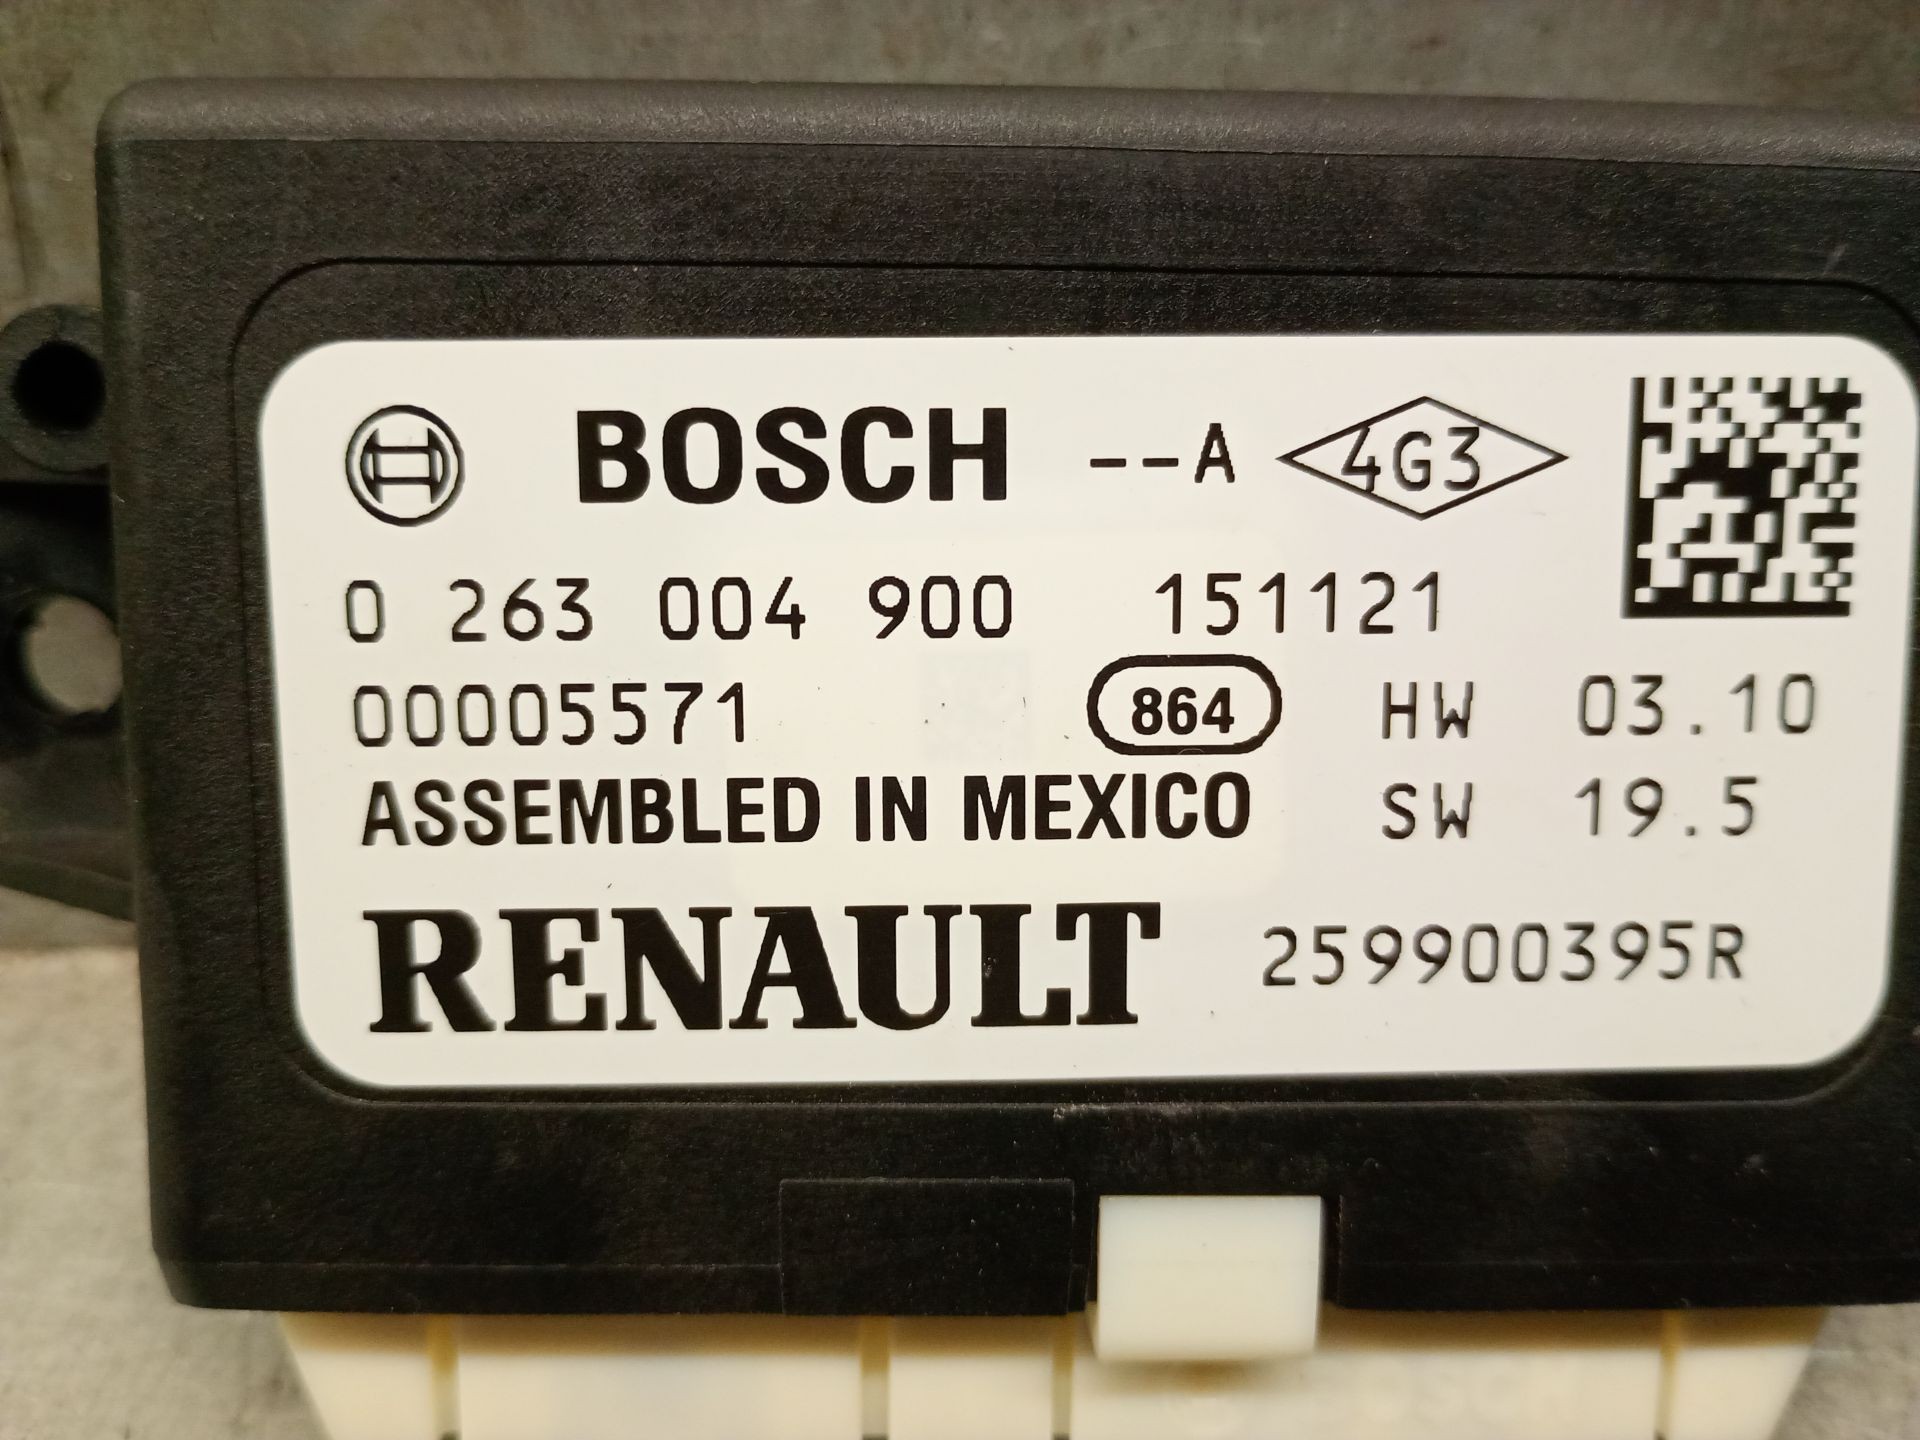 BOSCH --A 4G3
0 263 004 900 151121
00005571 864 HW 03.10
ASSEMBLED IN MEXICO SW 19.5
RENAULT 259900395R